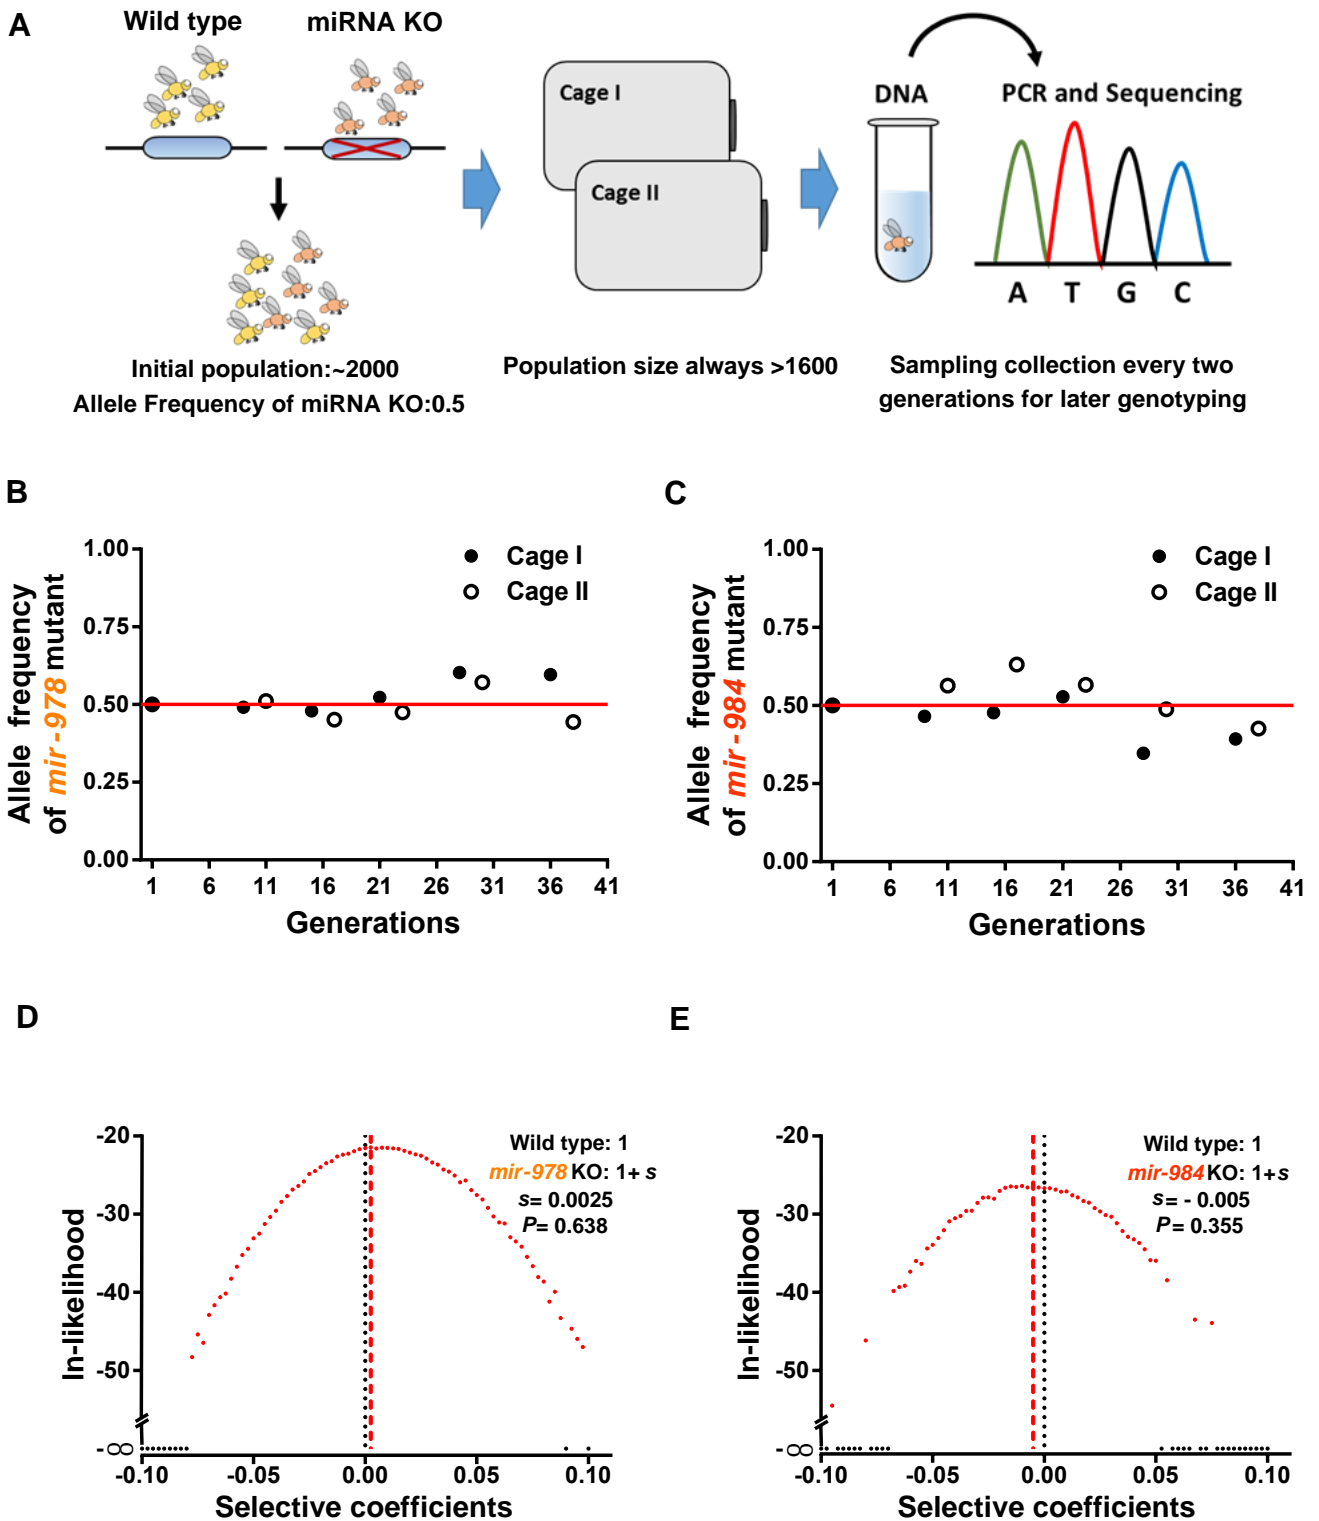 A
Wild type
miRNA KO
Cage I
Cage II
DNA
PCR and Sequencing
A T G C
Initial population:~2000
Allele Frequency of miRNA KO:0.5
Population size always >1600
Sampling collection every two
generations for later genotyping
B
1.00
0.75
0.50
0.25
0.00
Allele frequency
of mir-978 mutant
Cage I
Cage II
1 6 11 16 21 26 31 36 41
Generations
C
1.00
0.75
0.50
0.25
0.00
Allele frequency
of mir-984 mutant
Cage I
Cage II
1 6 11 16 21 26 31 36 41
Generations
D
-20
-30
-40
-50
-∞
In-likelihood
Wild type: 1
mir-978 KO: 1+ s
s= 0.0025
P= 0.638
-0.10 -0.05 0.00 0.05 0.10
Selective coefficients
E
-20
-30
-40
-50
-∞
In-likelihood
Wild type: 1
mir-984 KO: 1+s
s= - 0.005
P= 0.355
-0.10 -0.05 0.00 0.05 0.10
Selective coefficients